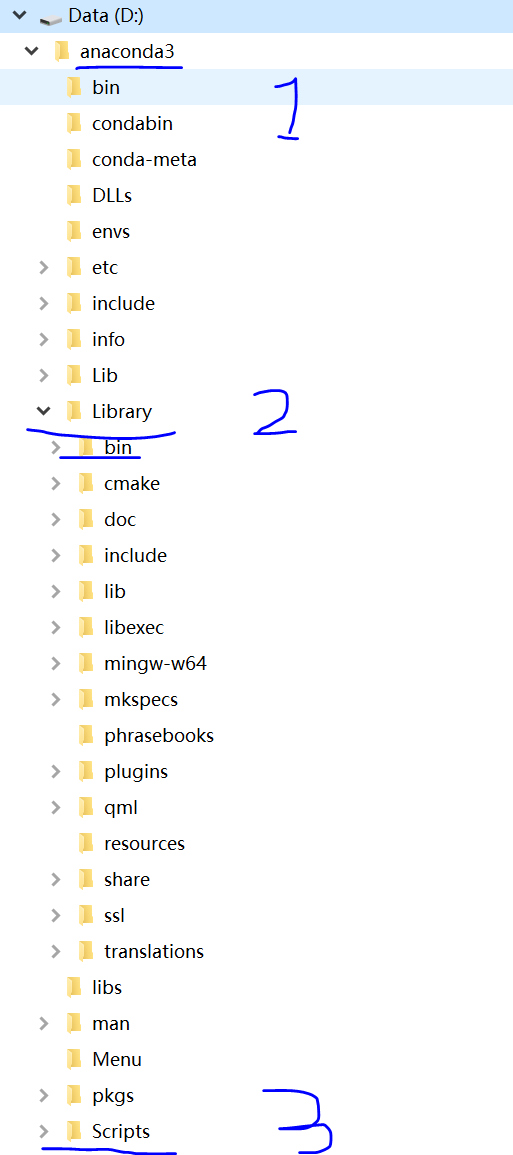 Data (D:)
anaconda3
bin
1
condabin
conda-meta
DLLs
envs
etc
include
info
Lib
Library
2
bin
cmake
doc
include
lib
libexec
mingw-w64
mkspecs
phrasebooks
plugins
qml
resources
share
ssl
translations
libs
man
Menu
pkgs
Scripts
3